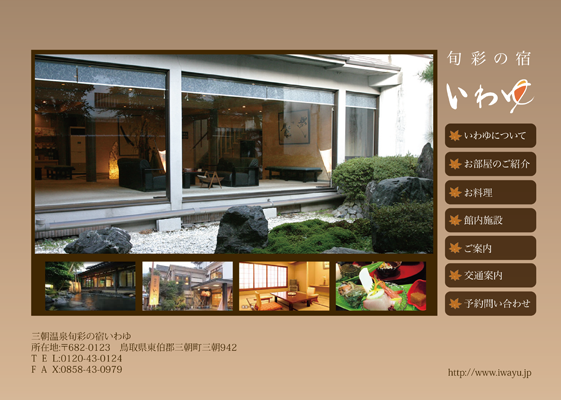 旬彩の宿
いわゆ
いわゆについて
お部屋のご紹介
お料理
館内施設
ご案内
交通案内
予約問い合わせ
三朝温泉旬彩の宿いわゆ
所在地:〒682-0123　鳥取県東伯郡三朝町三朝942
T E L:0120-43-0124
F A X:0858-43-0979
http://www.iwayu.jp